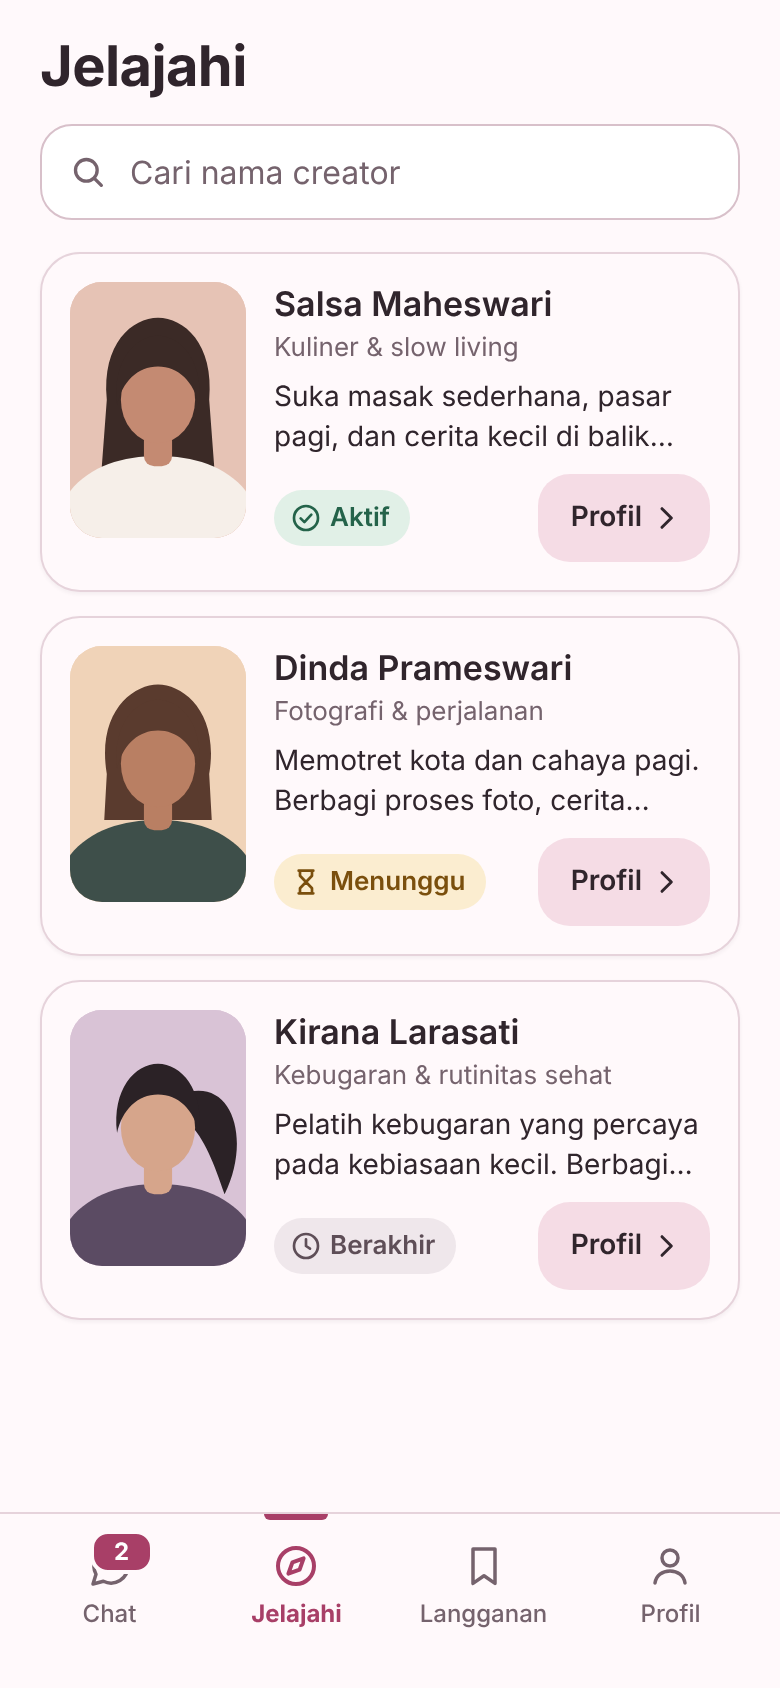 Jelajahi
Cari nama creator
Salsa Maheswari
Kuliner & slow living
Suka masak sederhana, pasar
pagi, dan cerita kecil di balik...
Aktif
Profil
Dinda Prameswari
Fotografi & perjalanan
Memotret kota dan cahaya pagi.
Berbagi proses foto, cerita...
Menunggu
Profil
Kirana Larasati
Kebugaran & rutinitas sehat
Pelatih kebugaran yang percaya
pada kebiasaan kecil. Berbagi...
Berakhir
Profil
2
Chat
Jelajahi
Langganan
Profil